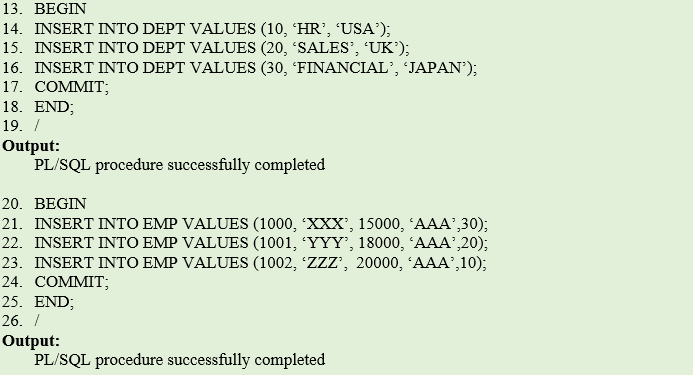 13. BEGIN
14. INSERT INTO DEPT VALUES (10, ‘HR’, ‘USA’);
15. INSERT INTO DEPT VALUES (20, ‘SALES’, ‘UK’);
16. INSERT INTO DEPT VALUES (30, ‘FINANCIAL’, ‘JAPAN’);
17. COMMIT;
18. END;
19. /
Output:
PL/SQL procedure successfully completed
20. BEGIN
21. INSERT INTO EMP VALUES (1000, ‘XXX’, 15000, ‘AAA’,30);
22. INSERT INTO EMP VALUES (1001, ‘YYY’, 18000, ‘AAA’,20);
23. INSERT INTO EMP VALUES (1002, ‘ZZZ’, 20000, ‘AAA’,10);
24. COMMIT;
25. END;
26. /
Output:
PL/SQL procedure successfully completed